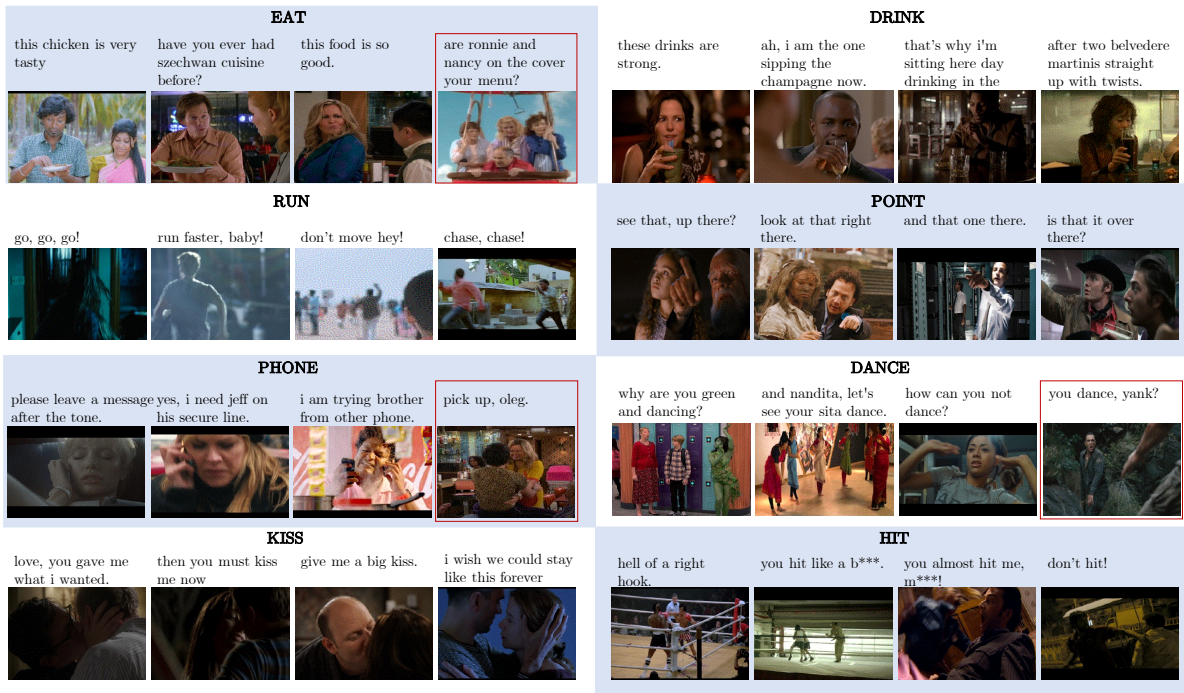 EAT
this chicken is very
tasty
have you ever had
szechwan cuisine
before?
this food is so
good.
are ronnie and
nancy on the cover
your menu?
DRINK
these drinks are
strong.
ah, i am the one
sipping the
champagne now.
that's why i'm
sitting here day
drinking in the
after two belvedere
martinis straight
up with twists.
RUN
go, go, go!
run faster, baby!
don't move hey!
chase, chase!
POINT
see that, up there?
look at that right
there.
and that one there.
is that it over
there?
PHONE
please leave a message
after the tone.
yes, i need jeff on
his secure line.
i am trying brother
from other phone.
pick up, oleg.
DANCE
why are you green
and dancing?
and nandita, let's
see your sita dance.
how can you not
dance?
you dance, yank?
KISS
love, you gave me
what i wanted.
then you must kiss
me now
give me a big kiss.
i wish we could stay
like this forever
HIT
hell of a right
hook.
you hit like a b***.
you almost hit me,
m***!
don't hit!